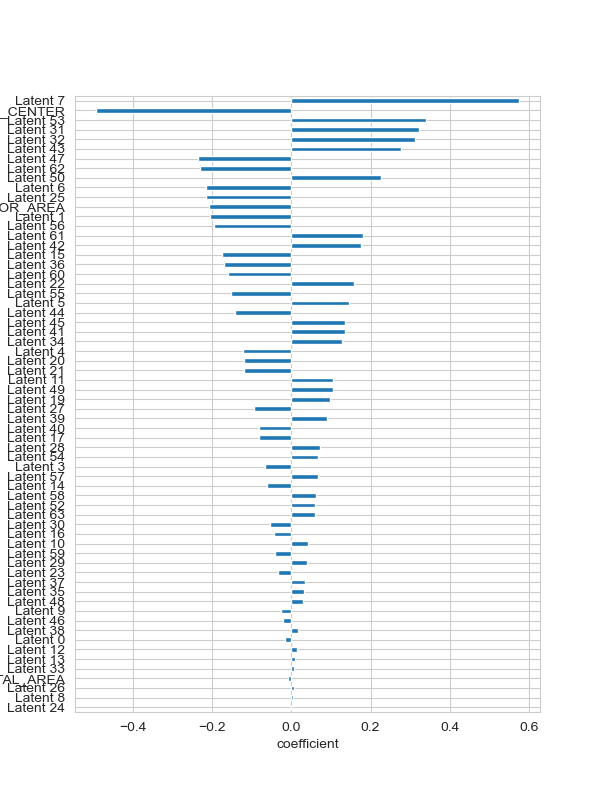 Latent 7
_CENTER
Latent 53
Latent 31
Latent 32
Latent 43
Latent 47
Latent 62
Latent 50
Latent 6
Latent 25
OR_AREA
Latent 1
Latent 56
Latent 61
Latent 42
Latent 15
Latent 36
Latent 60
Latent 22
Latent 55
Latent 5
Latent 44
Latent 45
Latent 41
Latent 34
Latent 4
Latent 20
Latent 21
Latent 11
Latent 49
Latent 19
Latent 27
Latent 39
Latent 40
Latent 17
Latent 28
Latent 54
Latent 3
Latent 57
Latent 14
Latent 58
Latent 52
Latent 63
Latent 30
Latent 16
Latent 10
Latent 59
Latent 29
Latent 23
Latent 37
Latent 35
Latent 48
Latent 9
Latent 46
Latent 38
Latent 0
Latent 12
Latent 13
Latent 33
TAL_AREA
Latent 26
Latent 8
Latent 24
−0.4 −0.2 0.0 0.2 0.4 0.6
coefficient